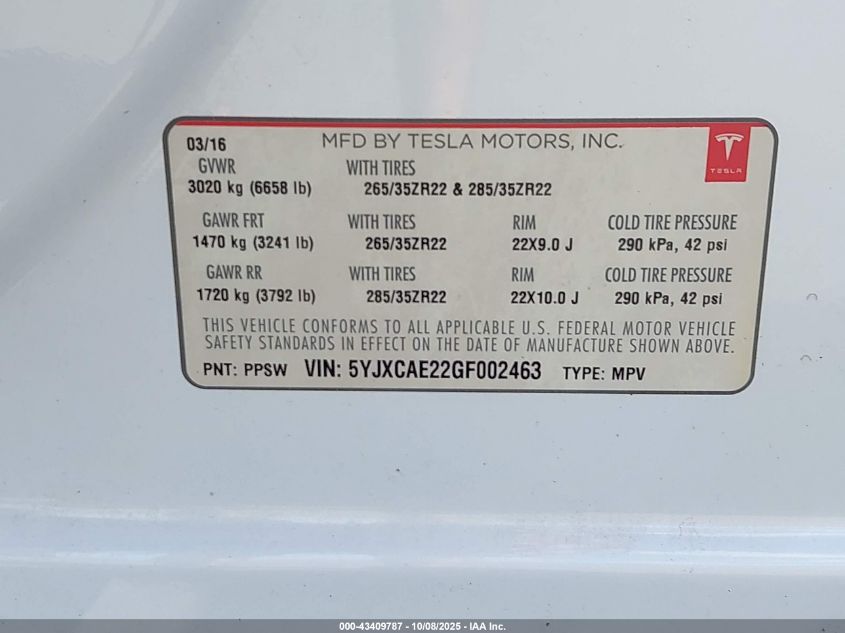 03/16 MFD BY TESLA MOTORS, INC.
TESLA
GVWR WITH TIRES
3020 kg (6658 lb) 265/35ZR22 & 285/35ZR22
GAWR FRT WITH TIRES RIM COLD TIRE PRESSURE
1470 kg (3241 lb) 265/35ZR22 22X9.0 J 290 kPa, 42 psi
GAWR RR WITH TIRES RIM COLD TIRE PRESSURE
1720 kg (3792 lb) 285/35ZR22 22X10.0 J 290 kPa, 42 psi
THIS VEHICLE CONFORMS TO ALL APPLICABLE U.S. FEDERAL MOTOR VEHICLE
SAFETY STANDARDS IN EFFECT ON THE DATE OF MANUFACTURE SHOWN ABOVE.
PNT: PPSW VIN: 5YJXCAE22GF002463 TYPE: MPV
000-43409787 - 10/08/2025 - IAA Inc.